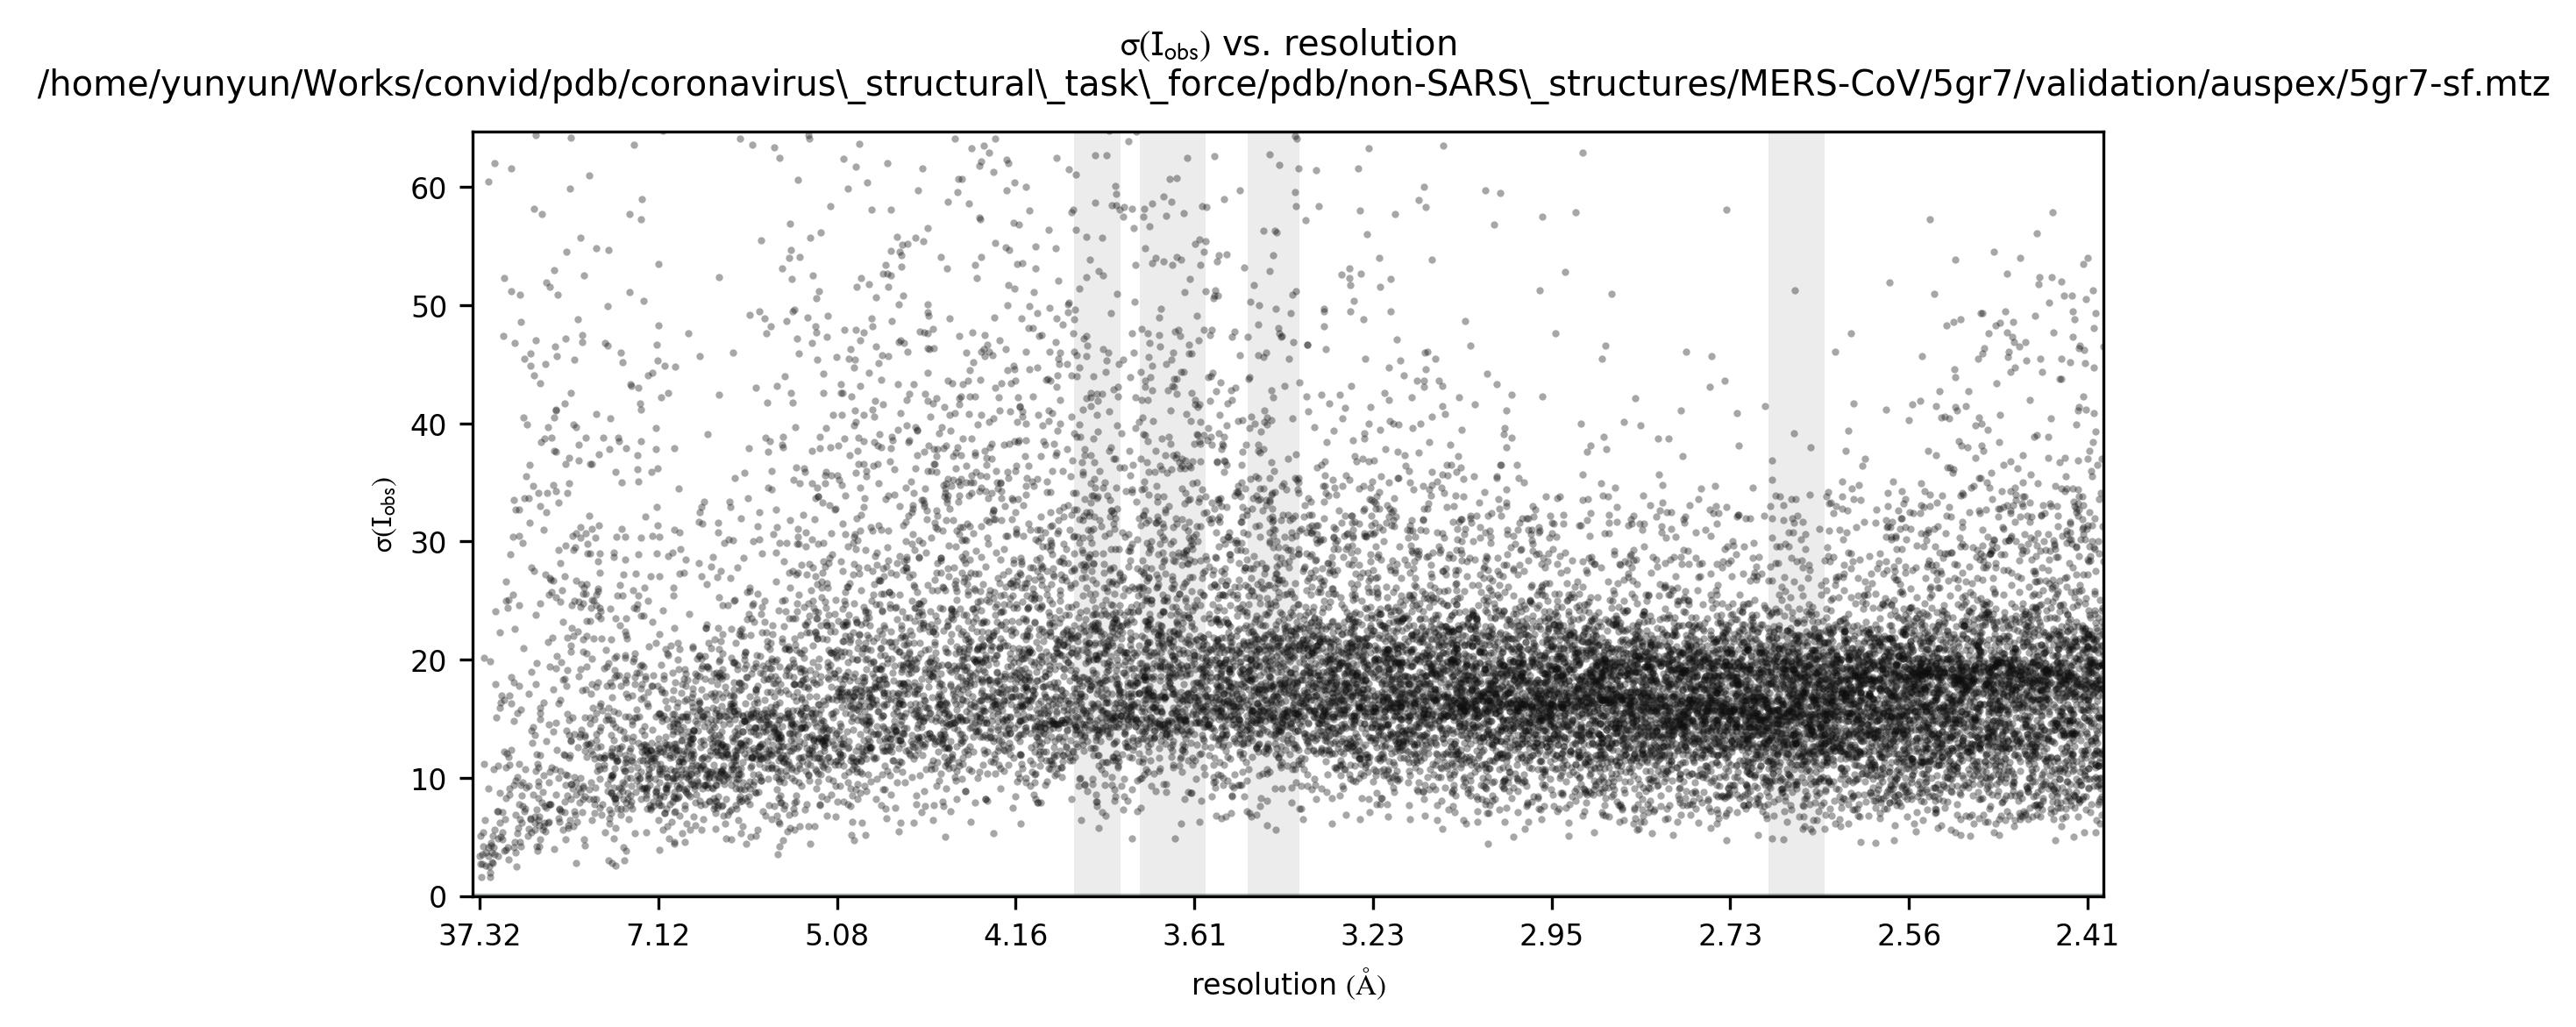 σ(I_obs) vs. resolution
/home/yunyun/Works/convid/pdb/coronavirus\_structural\_task\_force/pdb/non-SARS\_structures/MERS-CoV/5gr7/validation/auspex/5gr7-sf.mtz
60
50
40
30
20
10
0
σ(I_obs)
37.32 7.12 5.08 4.16 3.61 3.23 2.95 2.73 2.56 2.41
resolution (Å)